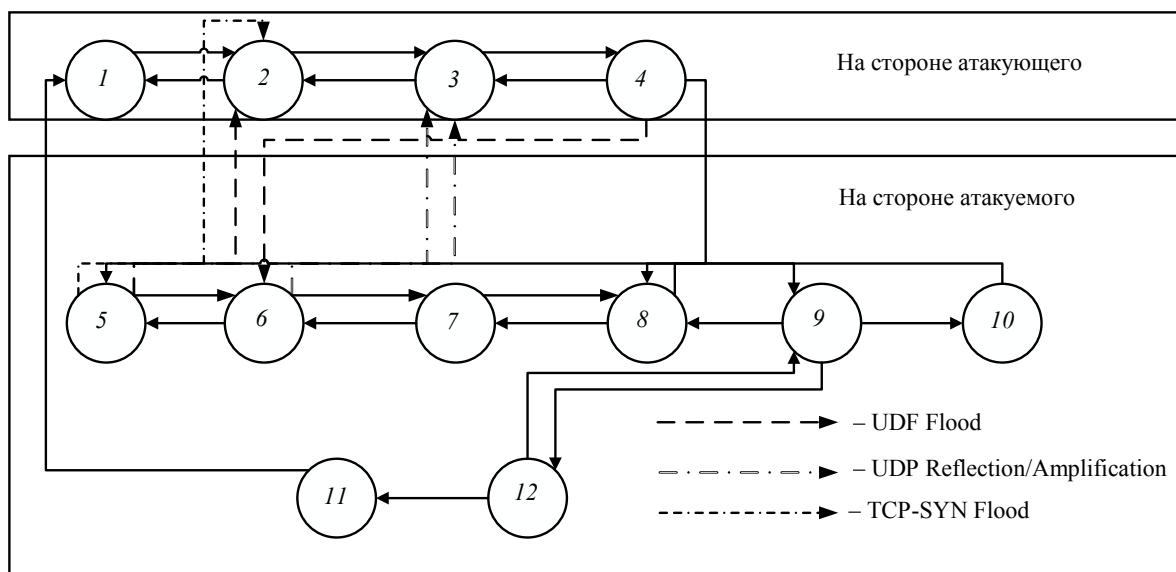 На стороне атакующего
1
2
3
4
На стороне атакуемого
5
6
7
8
9
10
– UDF Flood
– UDP Reflection/Amplification
– TCP-SYN Flood
11
12